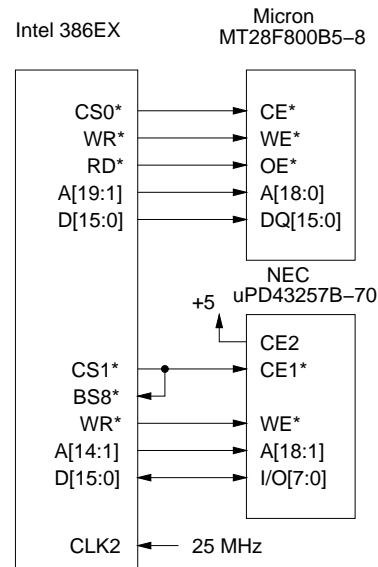 Intel 386EX
Micron
MT28F800B5−8
CS0*
CE*
WR*
WE*
RD*
OE*
A[19:1]
A[18:0]
D[15:0]
DQ[15:0]
NEC
uPD43257B−70
+5
CE2
CS1*
CE1*
BS8*
WR*
WE*
A[14:1]
A[18:1]
D[15:0]
I/O[7:0]
CLK2
25 MHz